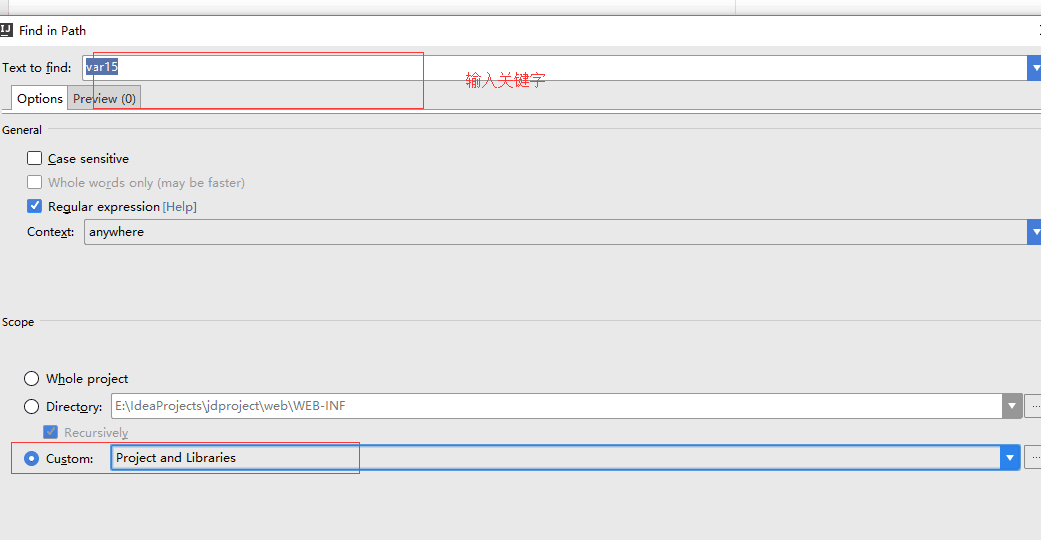 Find in Path
Text to find: var15
输入关键字
Options Preview (0)
General
Case sensitive
Whole words only (may be faster)
Regular expression [Help]
Context: anywhere
Scope
Whole project
Directory: E:\IdeaProjects\jdproject\web\WEB-INF ...
Recursively
Custom: Project and Libraries ...